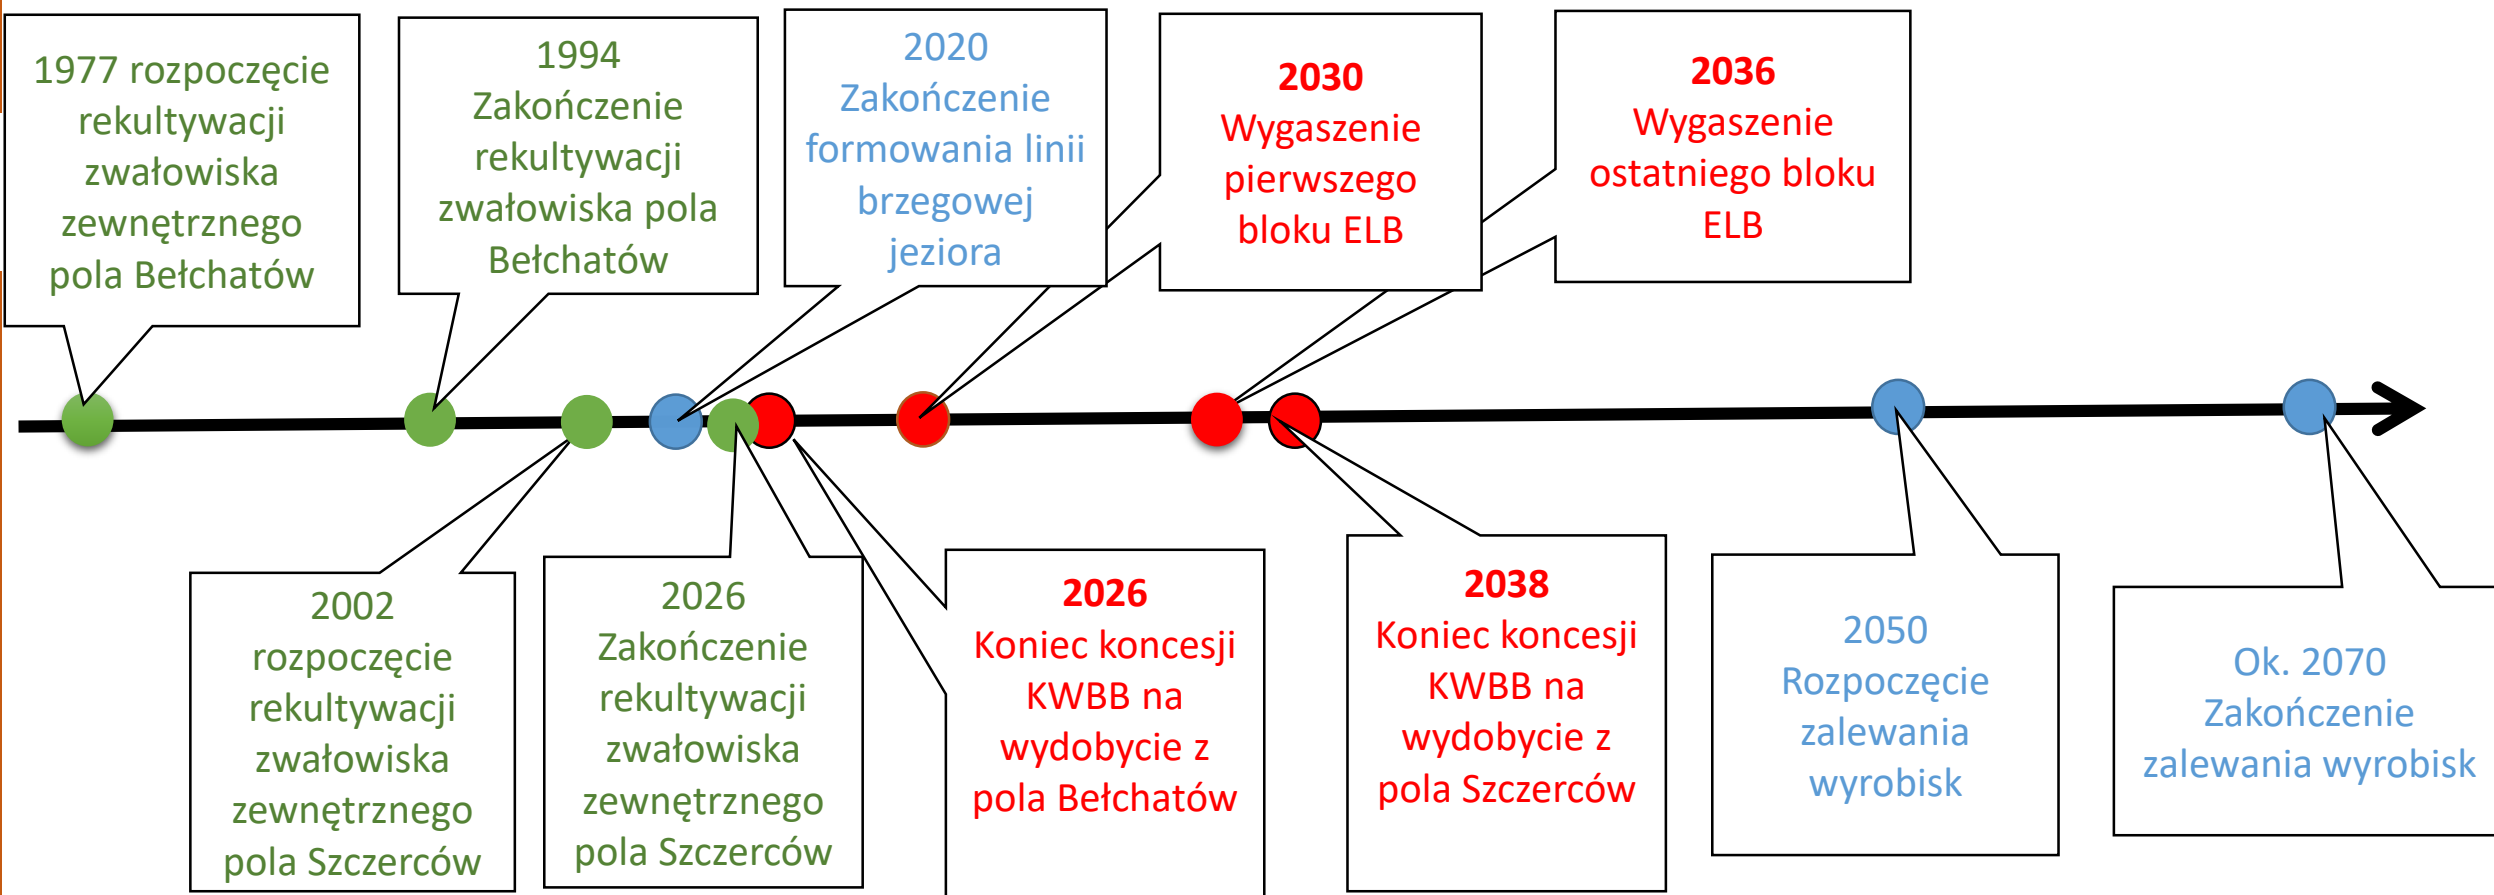 1977 rozpoczęcie
rekultywacji
zwałowiska
zewnętrznego
pola Bełchatów
1994
Zakończenie
rekultywacji
zwałowiska pola
Bełchatów
2020
Zakończenie
formowania linii
brzegowej
jeziora
2030
Wygaszenie
pierwszego
bloku ELB
2036
Wygaszenie
ostatniego bloku
ELB
2002
rozpoczęcie
rekultywacji
zwałowiska
zewnętrznego
pola Szczerców
2026
Zakończenie
rekultywacji
zwałowiska
zewnętrznego
pola Szczerców
2026
Koniec koncesji
KWBB na
wydobycie z
pola Bełchatów
2038
Koniec koncesji
KWBB na
wydobycie z
pola Szczerców
2050
Rozpoczęcie
zalewania
wyrobisk
Ok. 2070
Zakończenie
zalewania wyrobisk